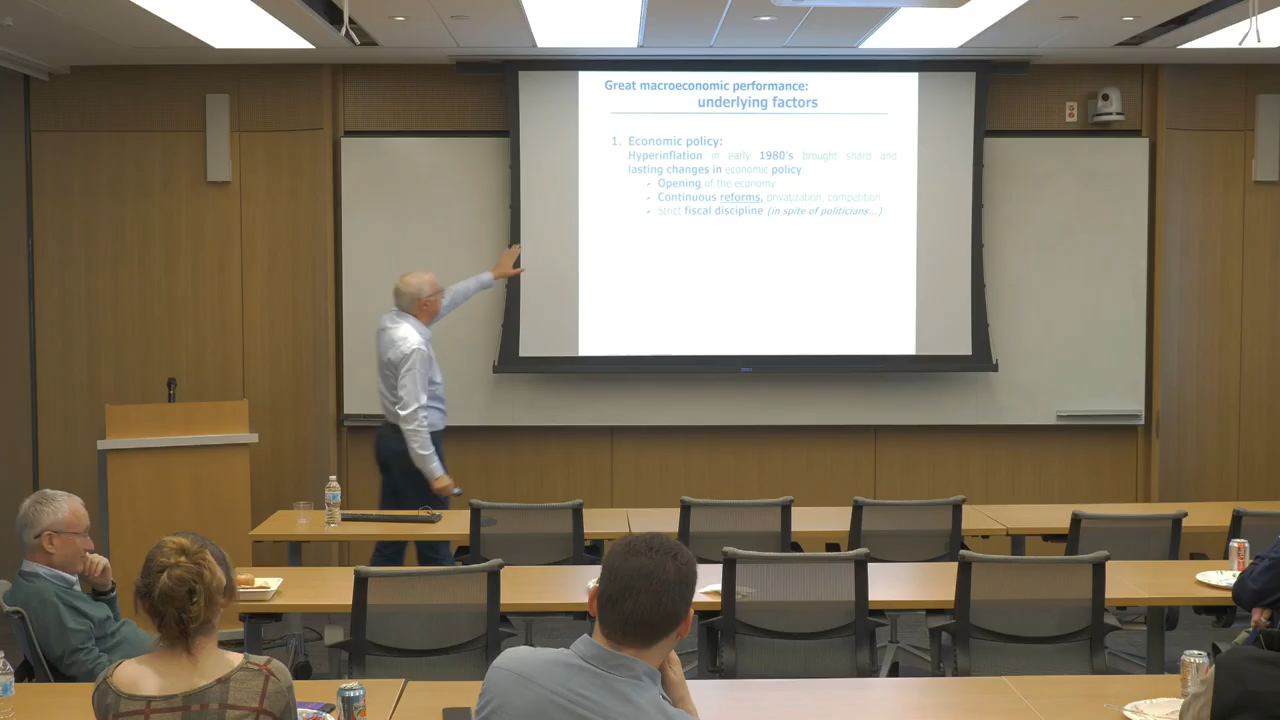 Great macroeconomic performance:
underlying factors
1. Economic policy:
Hyperinflation in early 1980's brought sharp and
lasting changes in economic policy:
Opening of the economy
Continuous reforms, privatization, competition
Strict fiscal discipline (in spite of politicians...)